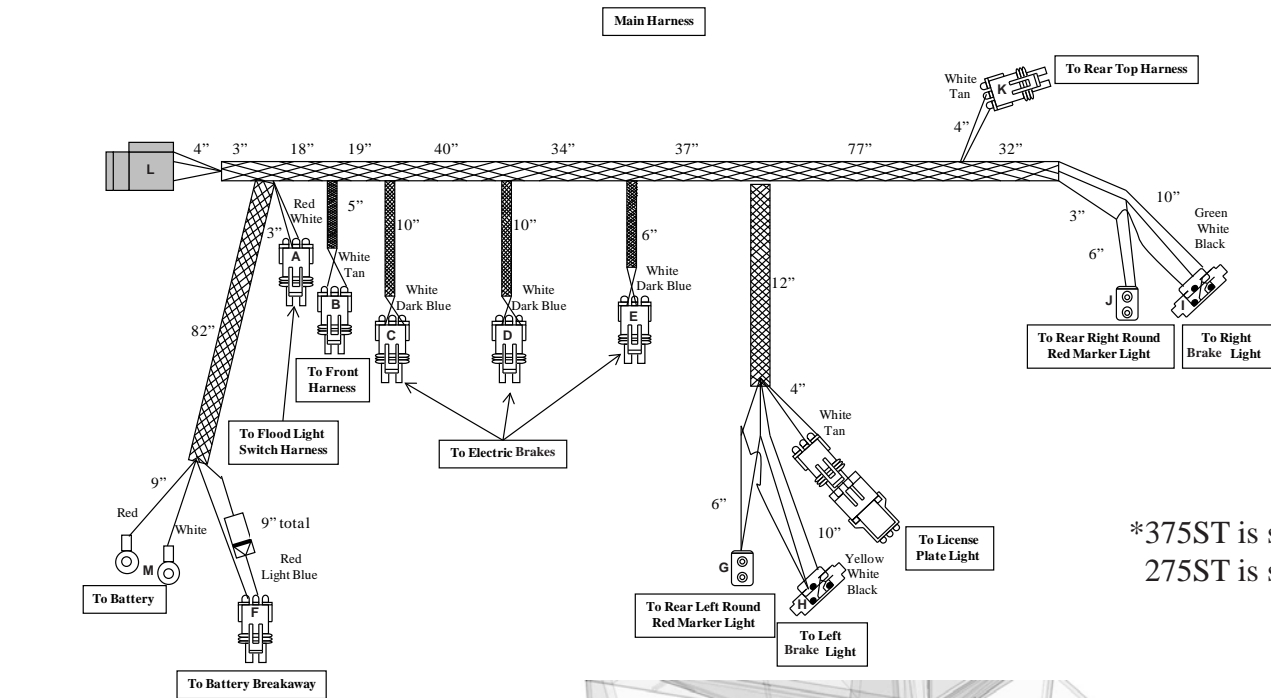 Main Harness
To Rear Top Harness
White
Tan
K
4”
4”
3”
18”
19”
40”
34”
37”
77”
32”
L
Red
White
3”
5”
10”
10”
6”
12”
3”
10”
6”
Green
White
Black
J
I
A
White
Tan
B
White
Dark Blue
C
White
Dark Blue
D
White
Dark Blue
E
To Rear Right Round
Red Marker Light
To Right
Brake Light
82”
To Front
Harness
To Flood Light
Switch Harness
To Electric Brakes
4”
White
Tan
9”
Red
White
9” total
Red
Light Blue
M
To Battery
F
To Battery Breakaway
6”
10”
G
Yellow
White
Black
H
To License
Plate Light
To Rear Left Round
Red Marker Light
To Left
Brake Light
*375ST is s
275ST is s